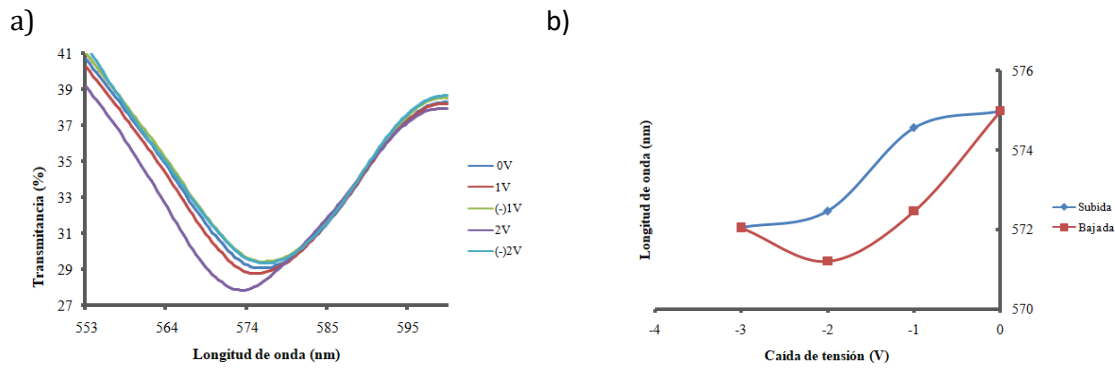 a)
41
39
37
35
33
31
29
27
Transmitancia (%)
553
564
574
585
595
Longitud de onda (nm)
0V
1V
(-)1V
2V
(-)2V
b)
576
574
572
570
Longitud de onda (nm)
-4
-3
-2
-1
0
Caída de tensión (V)
Subida
Bajada